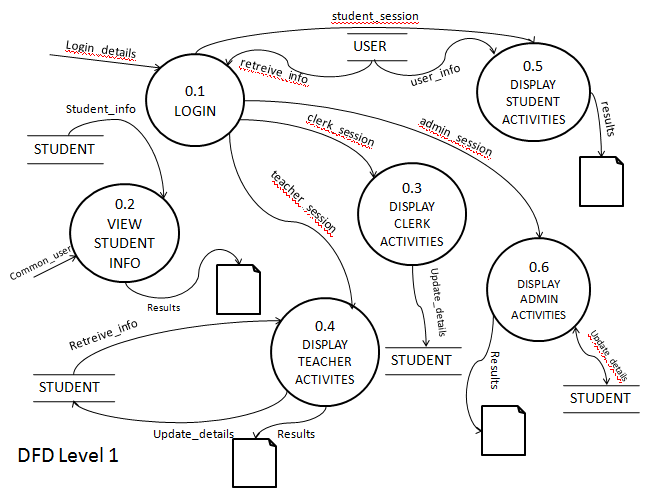 student_session
Login_details
USER
retreive_info
user_info
0.1
LOGIN
0.5
DISPLAY
STUDENT
ACTIVITIES
results
Student_info
clerk_session
admin_session
STUDENT
teacher_session
0.2
VIEW
STUDENT
INFO
0.3
DISPLAY
CLERK
ACTIVITIES
Common_user
Results
Update_details
0.6
DISPLAY
ADMIN
ACTIVITIES
Retreive_info
0.4
DISPLAY
TEACHER
ACTIVITES
STUDENT
Results
Update_details
STUDENT
STUDENT
Update_details
Results
DFD Level 1